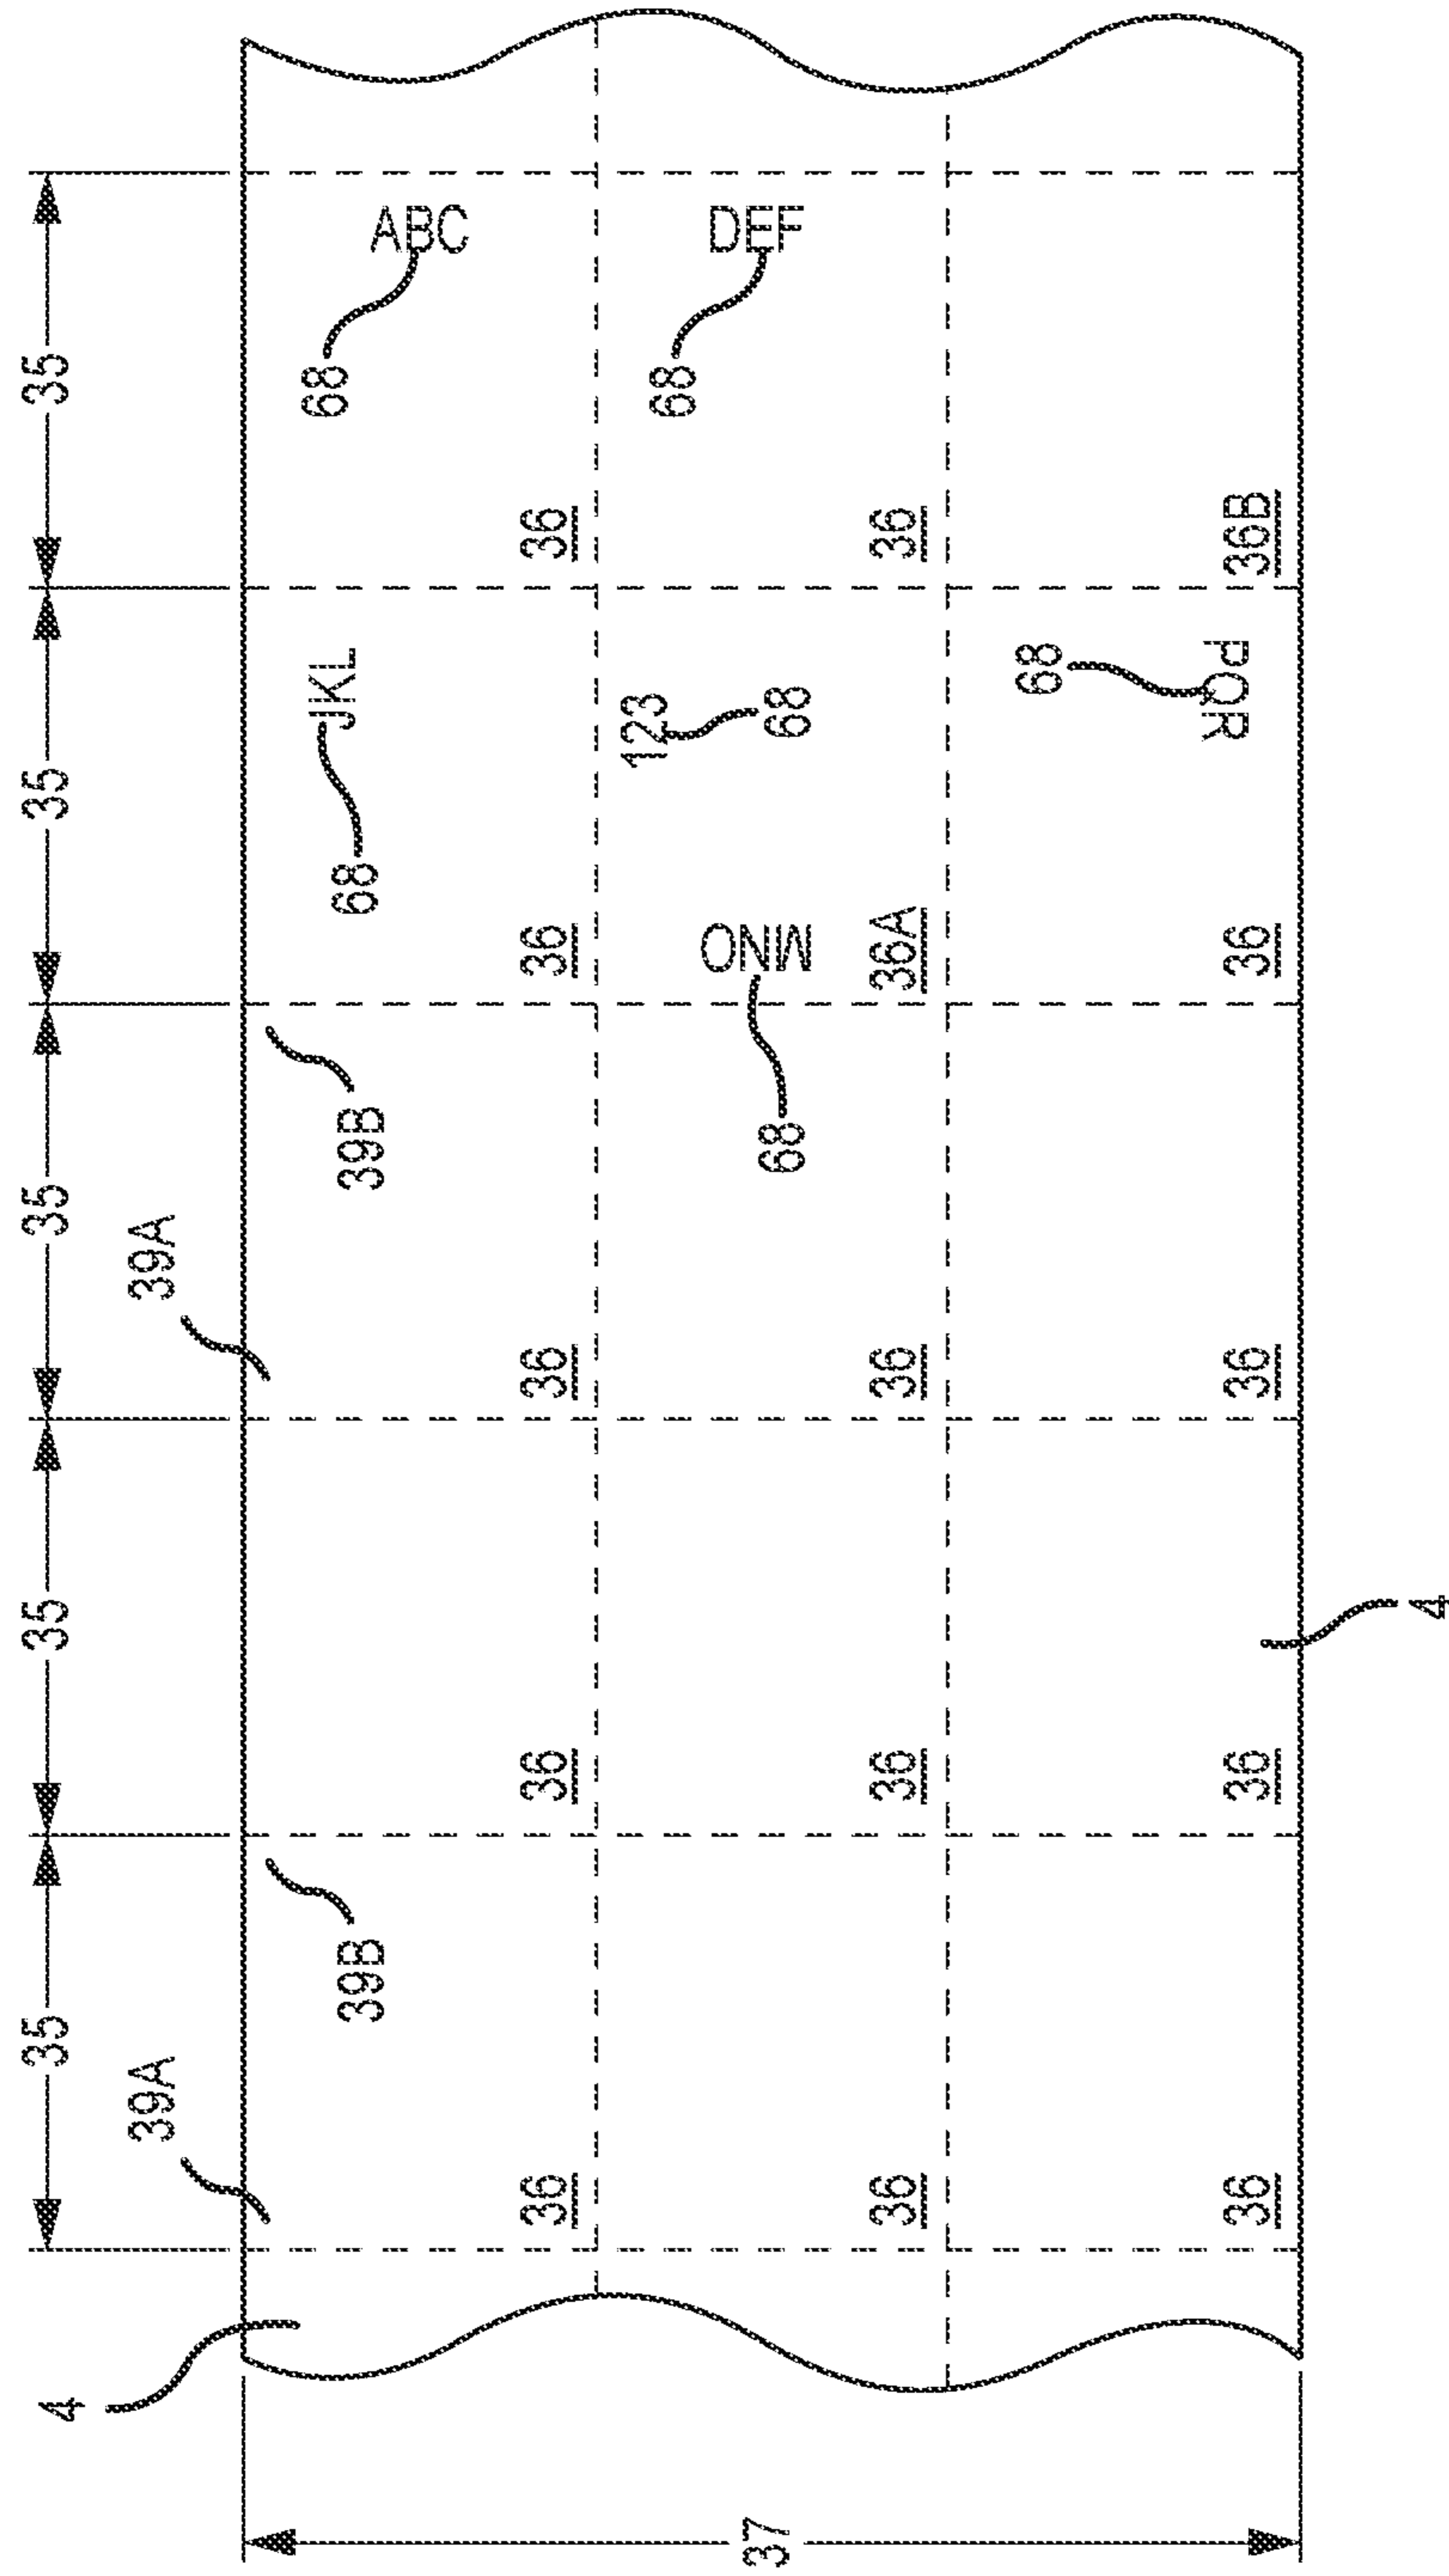 35 35 35 35 35
4
39A 39A
39B 39B 68 JKL 68
ABC
36 36 36 36 36
123 68
DEF
37 68 MNO 68
36 36 36 36A 36
68
PQR
36 36 36 36 36B
4